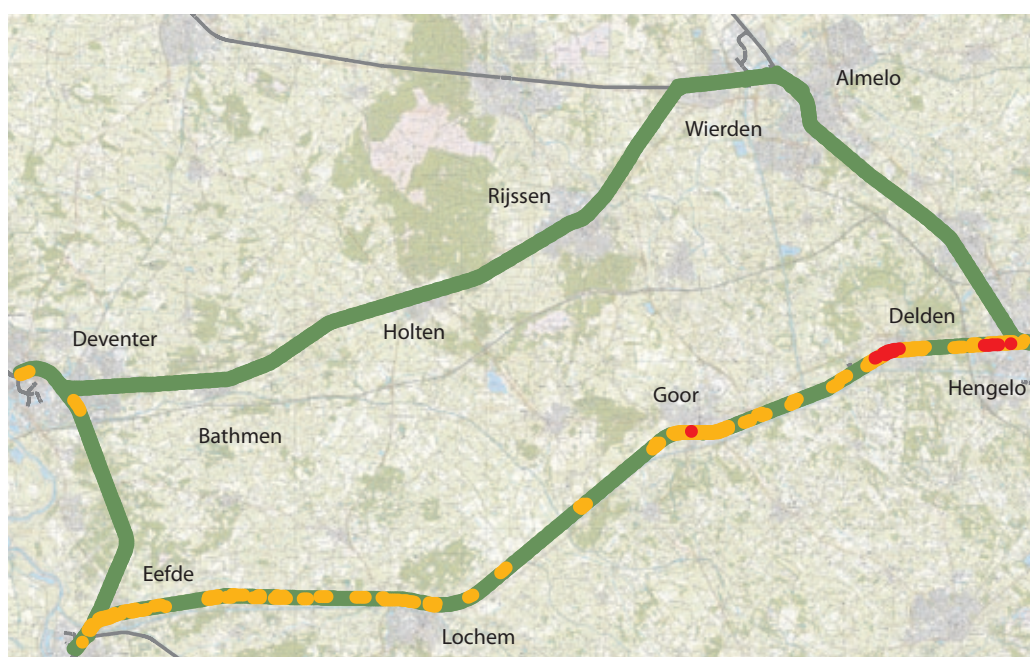 Almelo
Wierden
Rijssen
Delden
Holten
Deventer
Hengelo
Goor
Bathmen
Eefde
Lochem